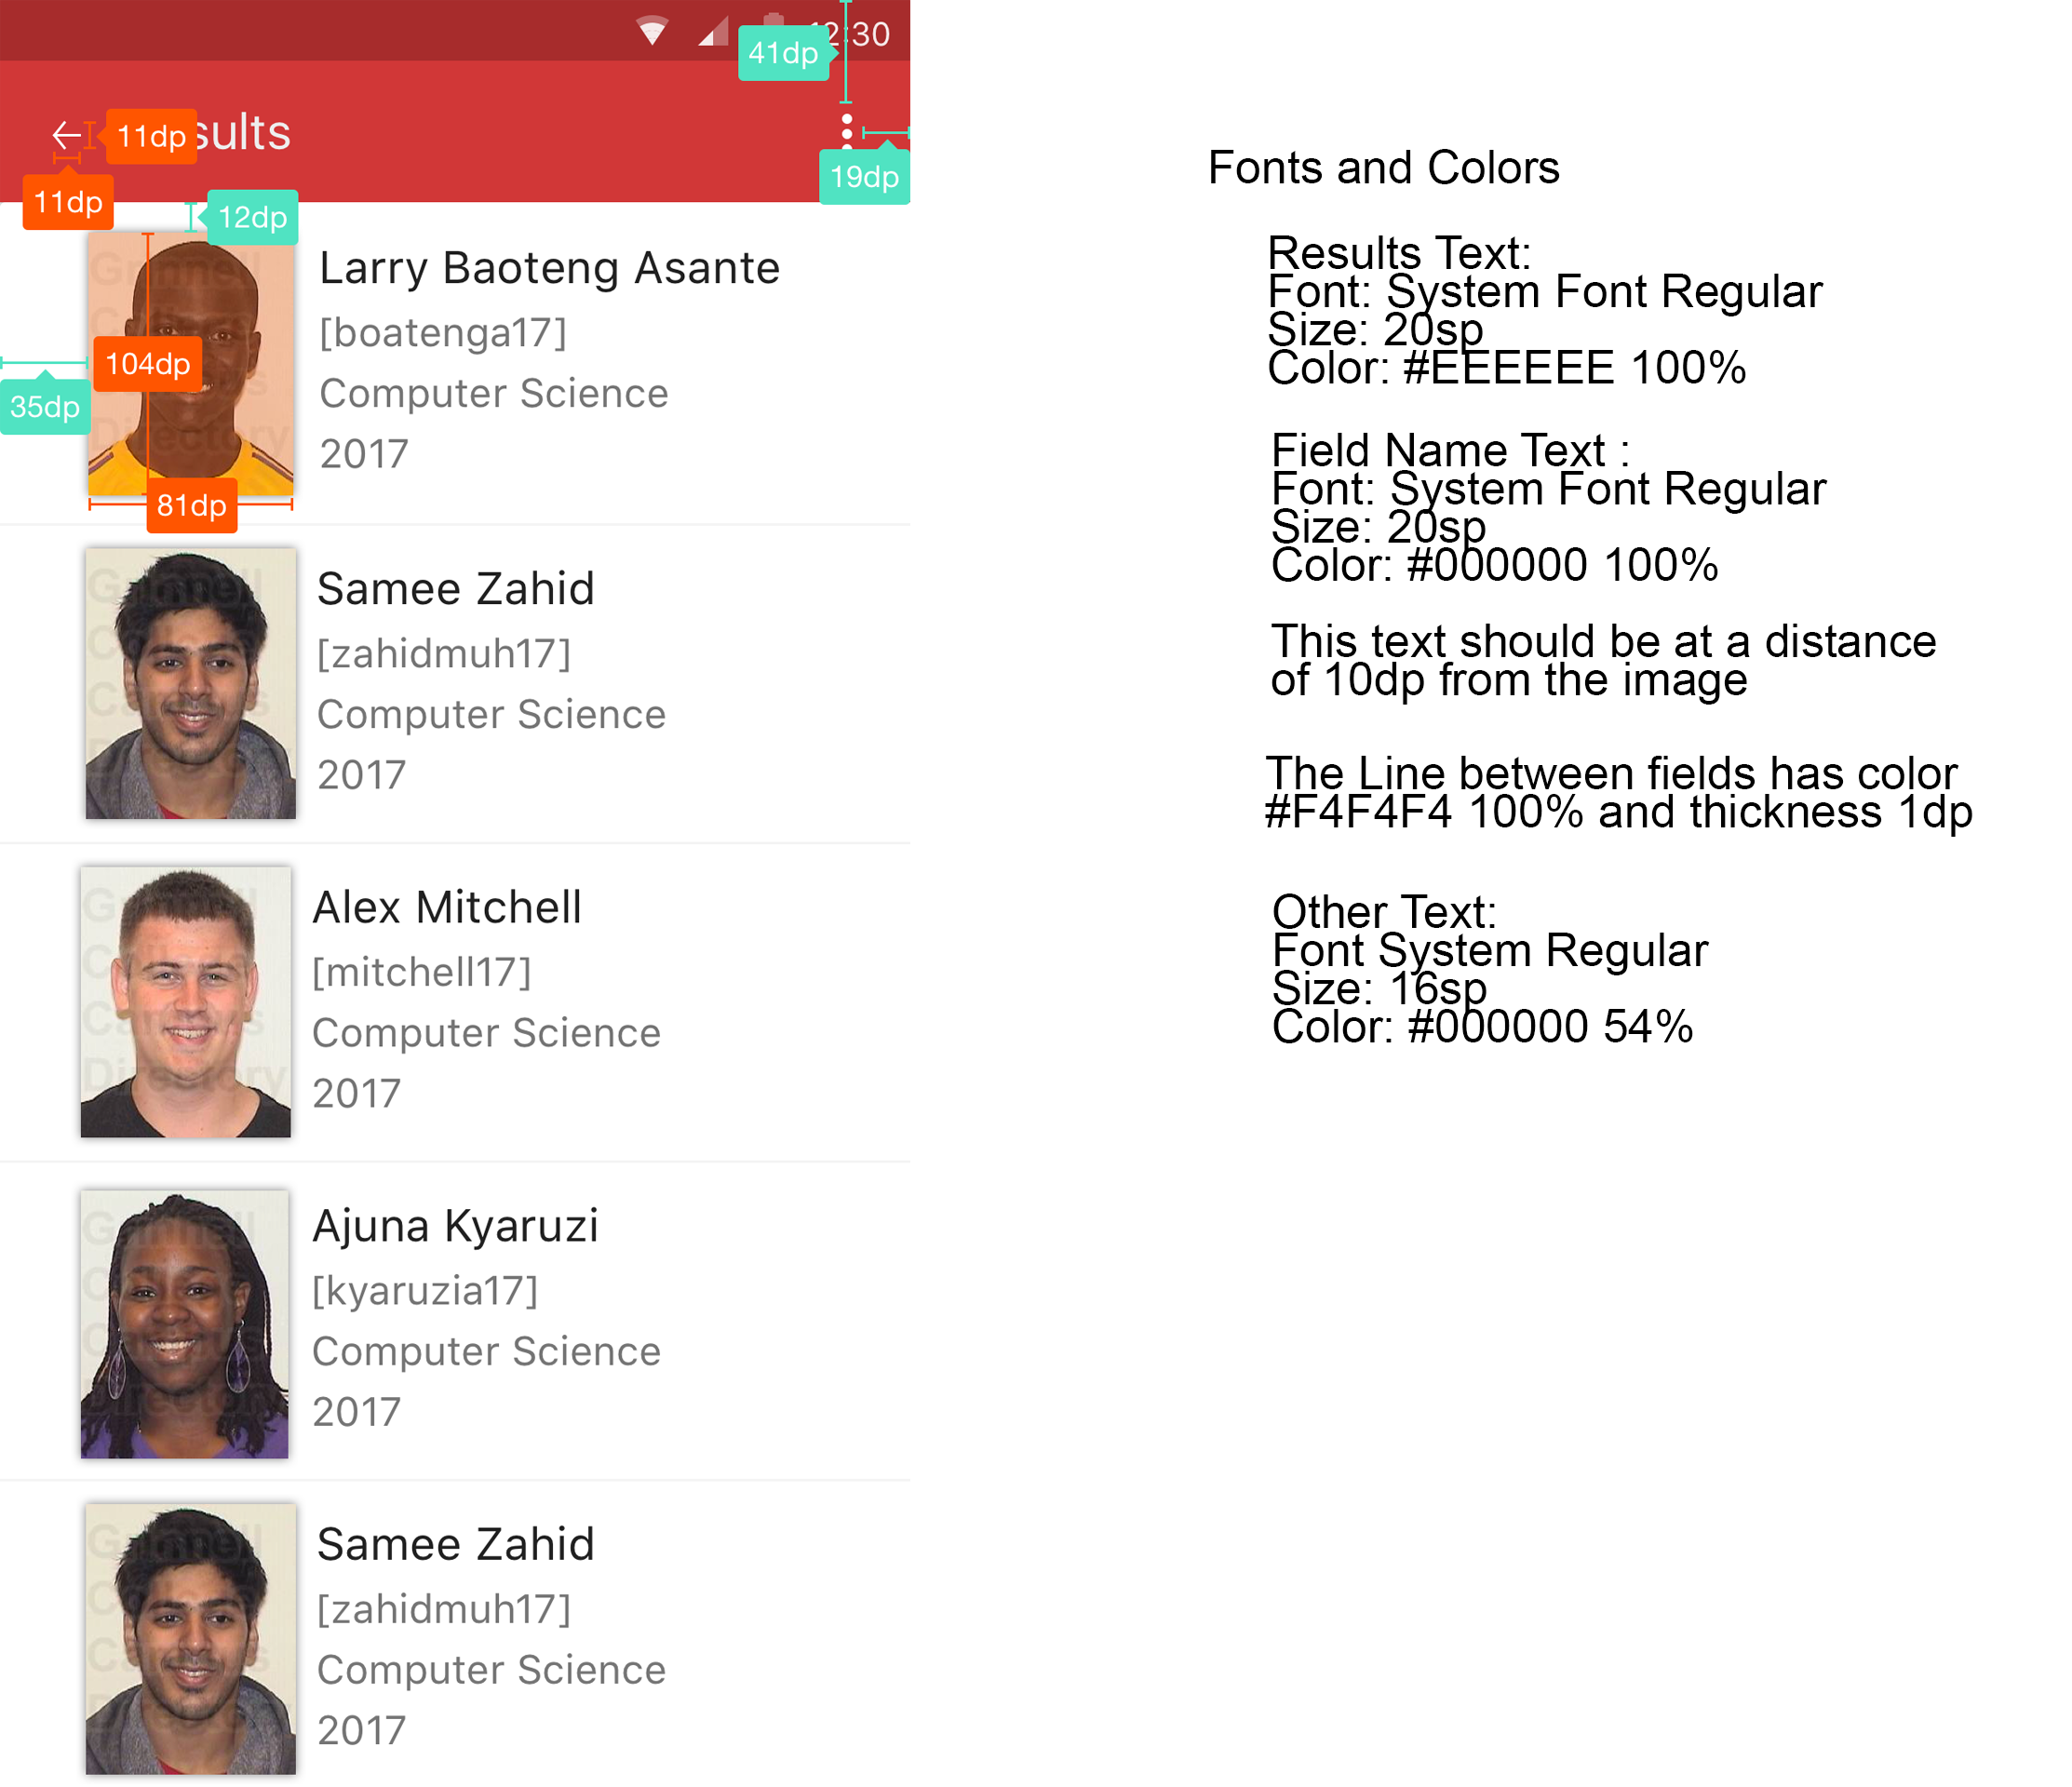 12:30
41dp
11dp
sults
19dp
11dp
12dp
Larry Baoteng Asante
[boatenga17]
104dp
Computer Science
35dp
2017
81dp
Samee Zahid
[zahidmuh17]
Computer Science
2017
Alex Mitchell
[mitchell17]
Computer Science
2017
Ajuna Kyaruzi
[kyaruzia17]
Computer Science
2017
Samee Zahid
[zahidmuh17]
Computer Science
2017
Fonts and Colors
Results Text:
Font: System Font Regular
Size: 20sp
Color: #EEEEEE 100%
Field Name Text :
Font: System Font Regular
Size: 20sp
Color: #000000 100%
This text should be at a distance
of 10dp from the image
The Line between fields has color
#F4F4F4 100% and thickness 1dp
Other Text:
Font System Regular
Size: 16sp
Color: #000000 54%